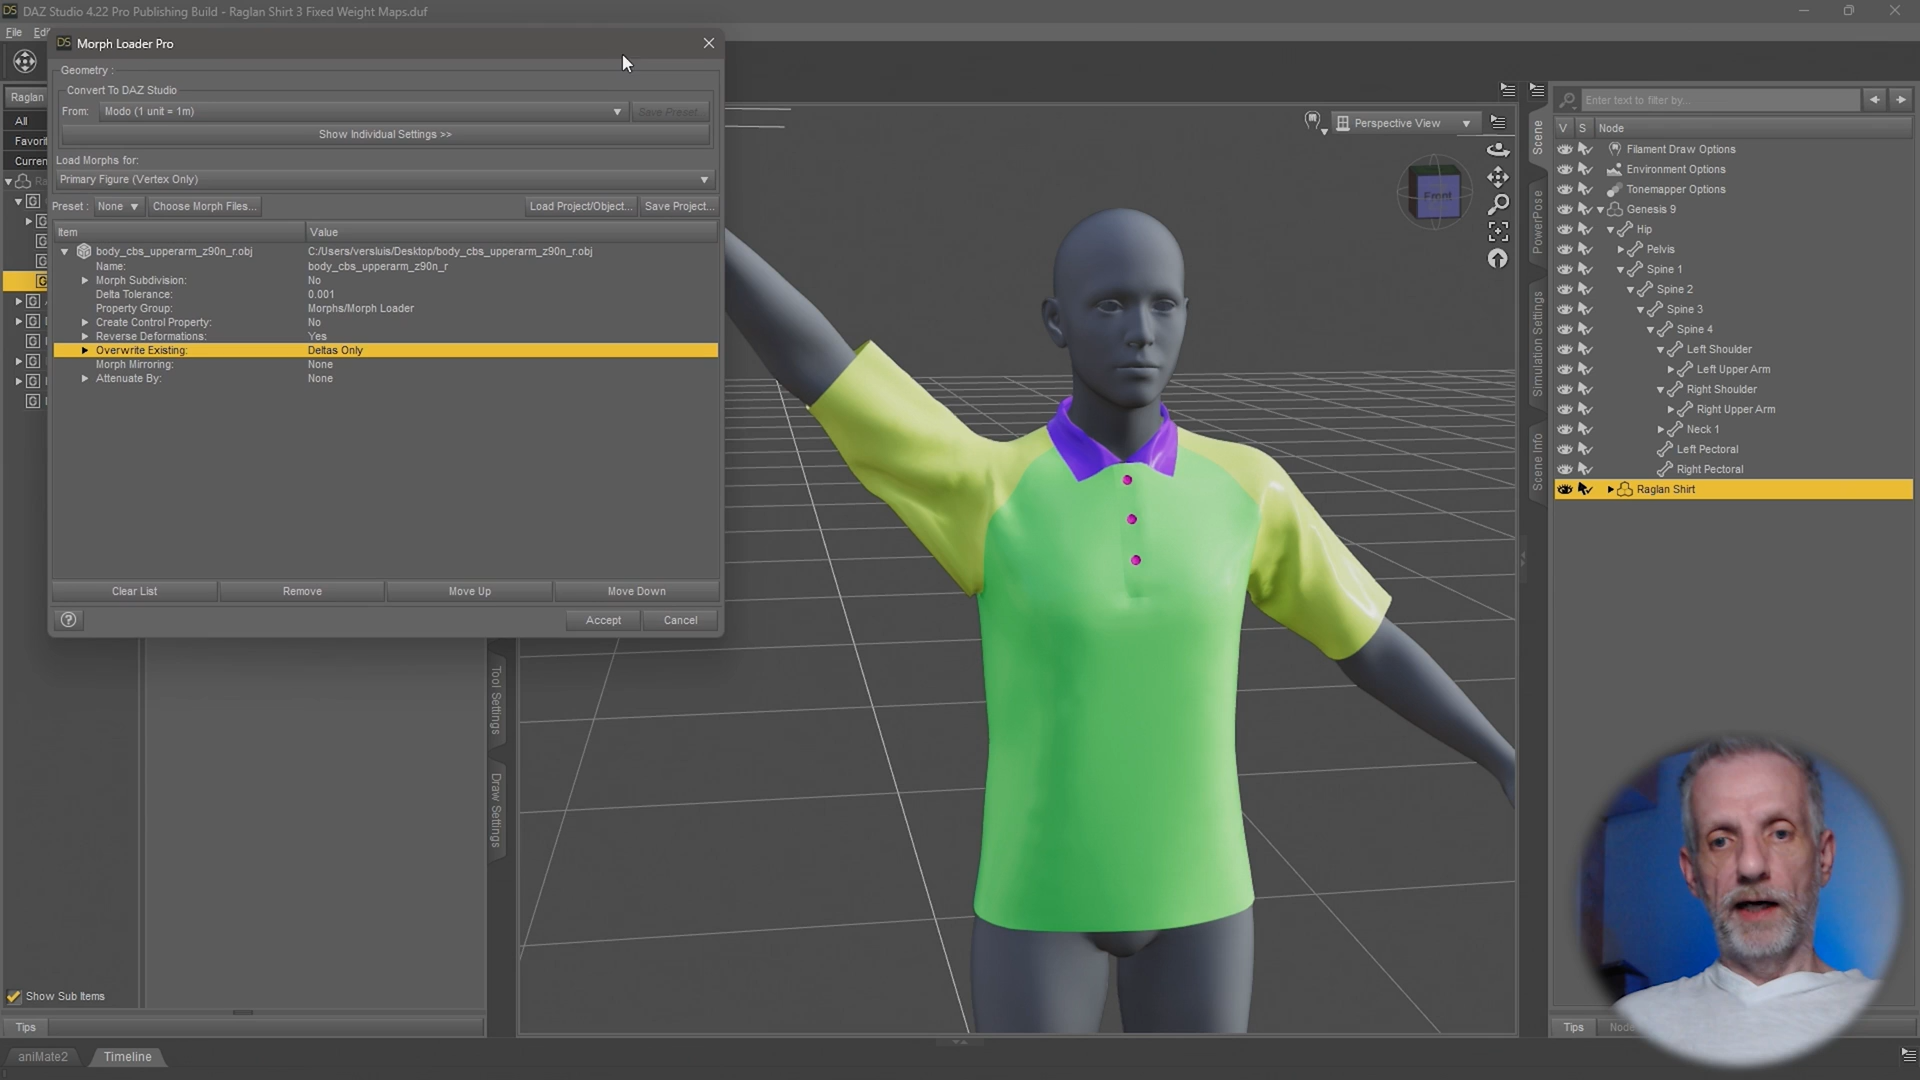 DS DAZ Studio 4.22 Pro Publishing Build - Raglan Shirt 3 Fixed Weight Maps.duf
File
DS Morph Loader Pro
Geometry :
Convert To DAZ Studio
From: Modo (1 unit = 1m) Save Preset...
Show Individual Settings >>
Load Morphs for:
Primary Figure (Vertex Only)
Preset : None Choose Morph Files... Load Project/Object... Save Project...
Item Value
body_cbs_upperarm_z90n_r.obj C:/Users/versluis/Desktop/body_cbs_upperarm_z90n_r.obj
Name: body_cbs_upperarm_z90n_r
Morph Subdivision: No
Delta Tolerance: 0.001
Property Group: Morphs/Morph Loader
Create Control Property: No
Reverse Deformations: Yes
Overwrite Existing: Deltas Only
Morph Mirroring: None
Attenuate By: None
Clear List Remove Move Up Move Down
? Accept Cancel
Raglan
All
Favori
Curren
G
G
G
G
G
G
G
G
G
G
G
Show Sub Items
Tips
aniMate2 Timeline
Tool Settings
Draw Settings
Perspective View
Front
Scene
PowerPose
Simulation Settings
Scene Info
Enter text to filter by...
V S Node
Filament Draw Options
Environment Options
Tonemapper Options
Genesis 9
Hip
Pelvis
Spine 1
Spine 2
Spine 3
Spine 4
Left Shoulder
Left Upper Arm
Right Shoulder
Right Upper Arm
Neck 1
Left Pectoral
Right Pectoral
Raglan Shirt
Tips Node